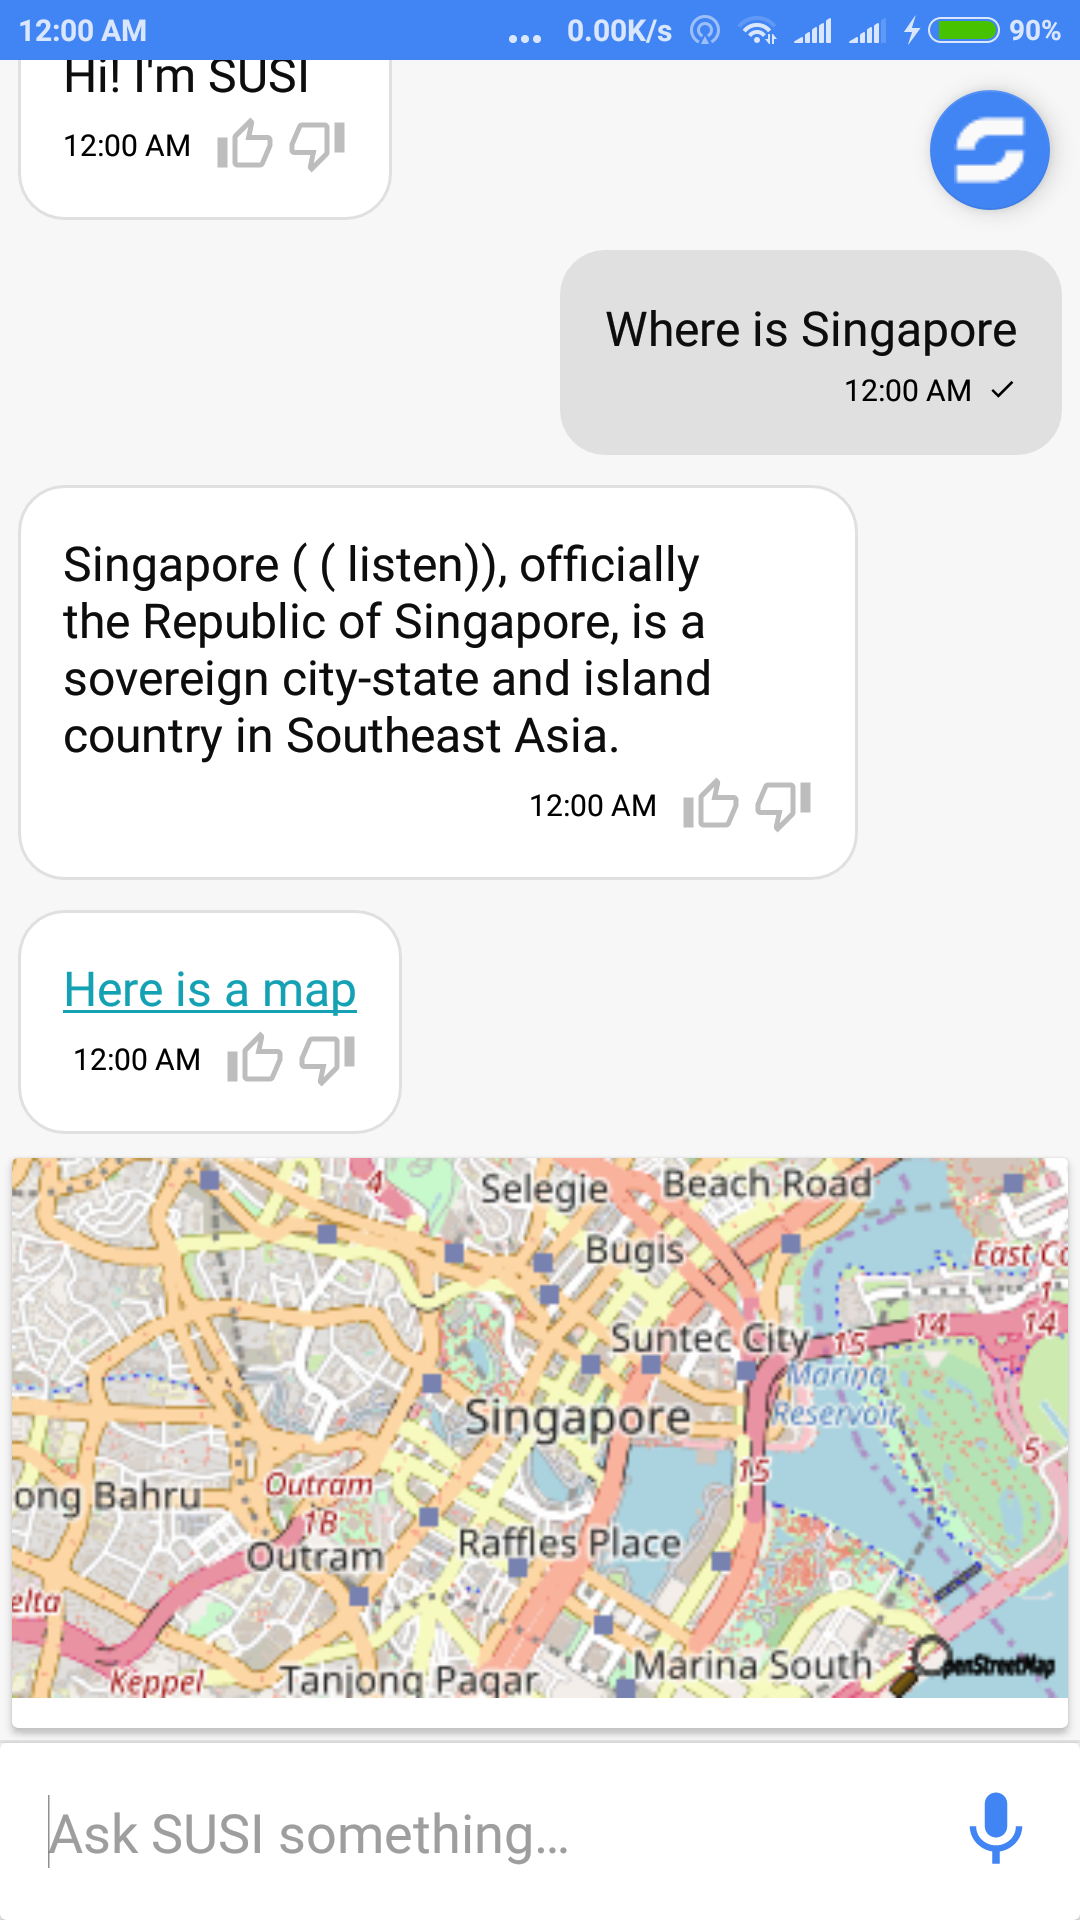 12:00 AM ... 0.00K/s 90%
Hi! I'm SUSI
12:00 AM
Where is Singapore
12:00 AM
Singapore ( ( listen)), officially
the Republic of Singapore, is a
sovereign city-state and island
country in Southeast Asia.
12:00 AM
Here is a map
12:00 AM
4
Selegie
Beach Road
Bugis
East Co
1
Suntec City
15
14
14
Marina
Reservoir
Singapore
5
15
ong Bahru
Outram
1B
Outram
Raffles Place
elta
Keppel
Tanjong Pagar
Marina South
penStreetMap
Ask SUSI something...